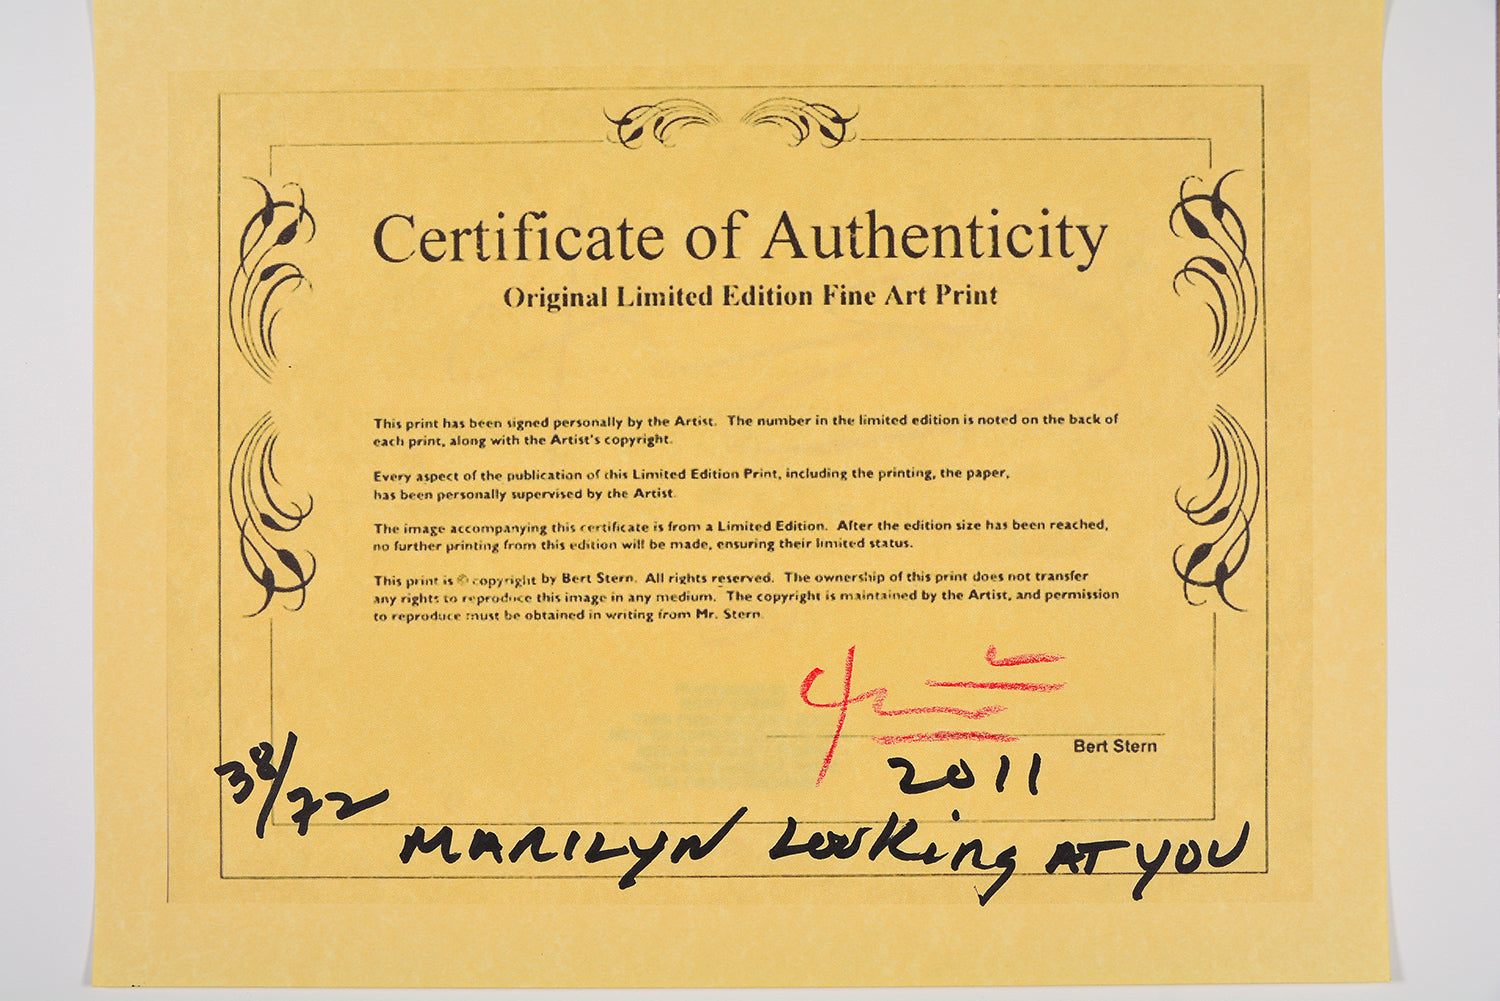 Certificate of Authenticity
Original Limited Edition Fine Art Print
This print has been signed personally by the Artist. The number in the limited edition is noted on the back of
each print, along with the Artist's copyright.
Every aspect of the publication of this Limited Edition Print, including the printing, the paper,
has been personally supervised by the Artist.
The image accompanying this certificate is from a Limited Edition. After the edition size has been reached,
no further printing from this edition will be made, ensuring their limited status.
This print is © copyright by Bert Stern. All rights reserved. The ownership of this print does not transfer
any rights to reproduce this image in any medium. The copyright is maintained by the Artist, and permission
to reproduce must be obtained in writing from Mr. Stern.
Bert Stern
2011
38/72
MARILYN LooKing AT YOU